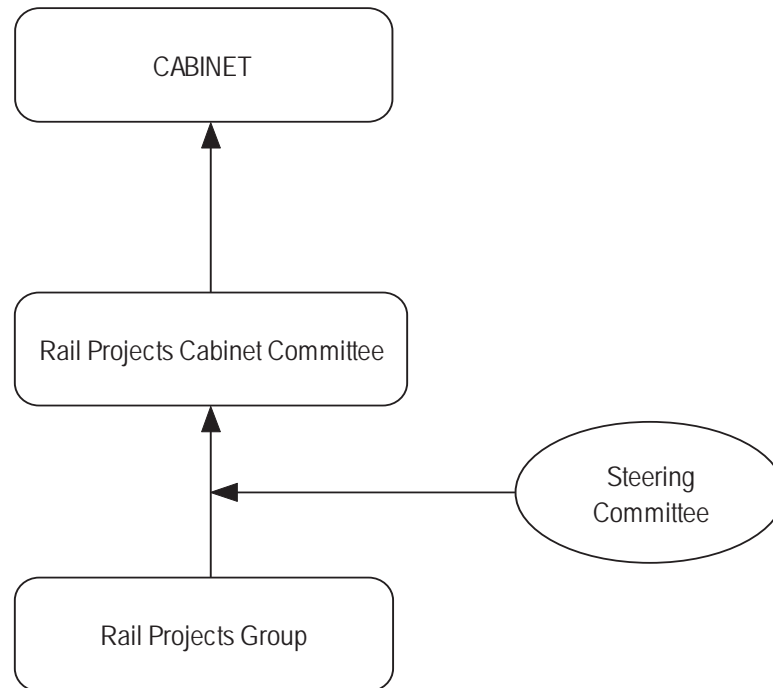 CABINET
Rail Projects Cabinet Committee
Steering
Committee
Rail Projects Group